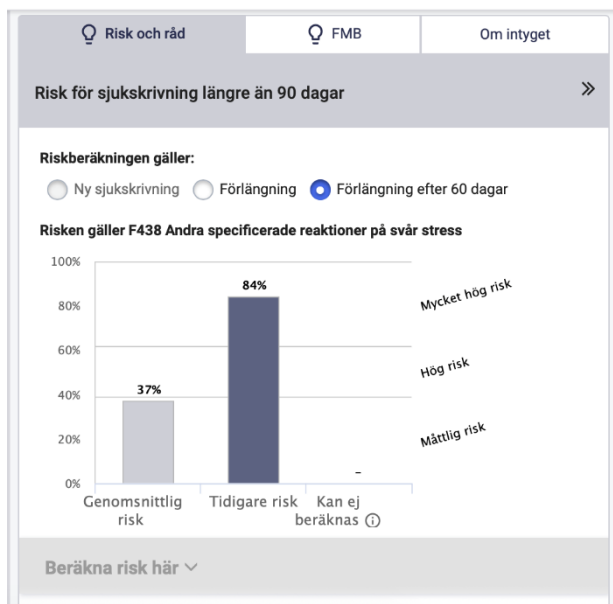 Risk och råd
FMB
Om intyget
Risk för sjukskrivning längre än 90 dagar
Riskberäkningen gäller:
Ny sjukskrivning
Förlängning
Förlängning efter 60 dagar
Risken gäller F438 Andra specificerade reaktioner på svår stress
100%
80%
60%
40%
20%
0%
37%
84%
–
Mycket hög risk
Hög risk
Måttlig risk
Genomsnittlig
risk
Tidigare risk
Kan ej
beräknas
Beräkna risk här